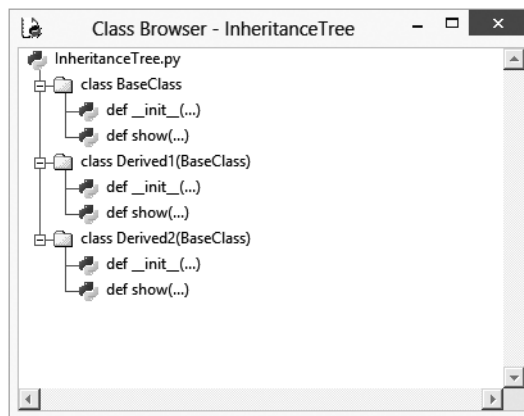 Class Browser - InheritanceTree
InheritanceTree.py
class BaseClass
def __init__(...)
def show(...)
class Derived1(BaseClass)
def __init__(...)
def show(...)
class Derived2(BaseClass)
def __init__(...)
def show(...)